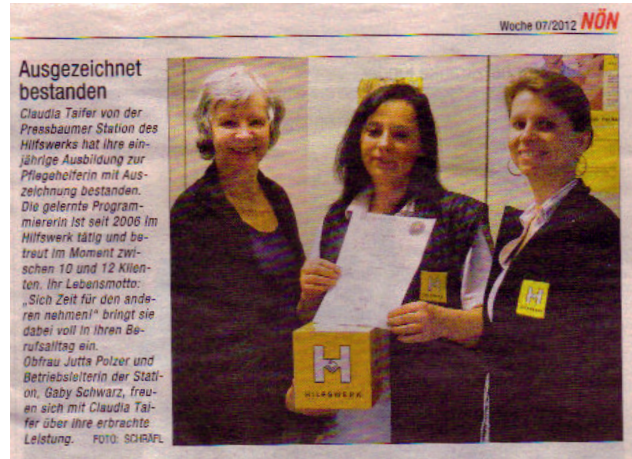 Woche 07/2012 NÖN
Ausgezeichnet
bestanden
Claudia Taifer von der
Pressbaumer Station des
Hilfswerks hat ihre ein-
jährige Ausbildung zur
Pflegehelferin mit Aus-
zeichnung bestanden.
Die gelernte Program-
miererin ist seit 2006 im
Hilfswerk tätig und be-
treut im Moment zwi-
schen 10 und 12 Klien-
ten. Ihr Lebensmotto:
„Sich Zeit für den ande-
ren nehmen!“ bringt sie
dabei voll in ihren Be-
rufsalltag ein.
Obfrau Jutta Polzer und
Betriebsleiterin der Stati-
on, Gaby Schwarz, freu-
en sich mit Claudia Tai-
fer über ihre erbrachte
Leistung. FOTO: SCHRAFL
H
HILFSWERK
H
H